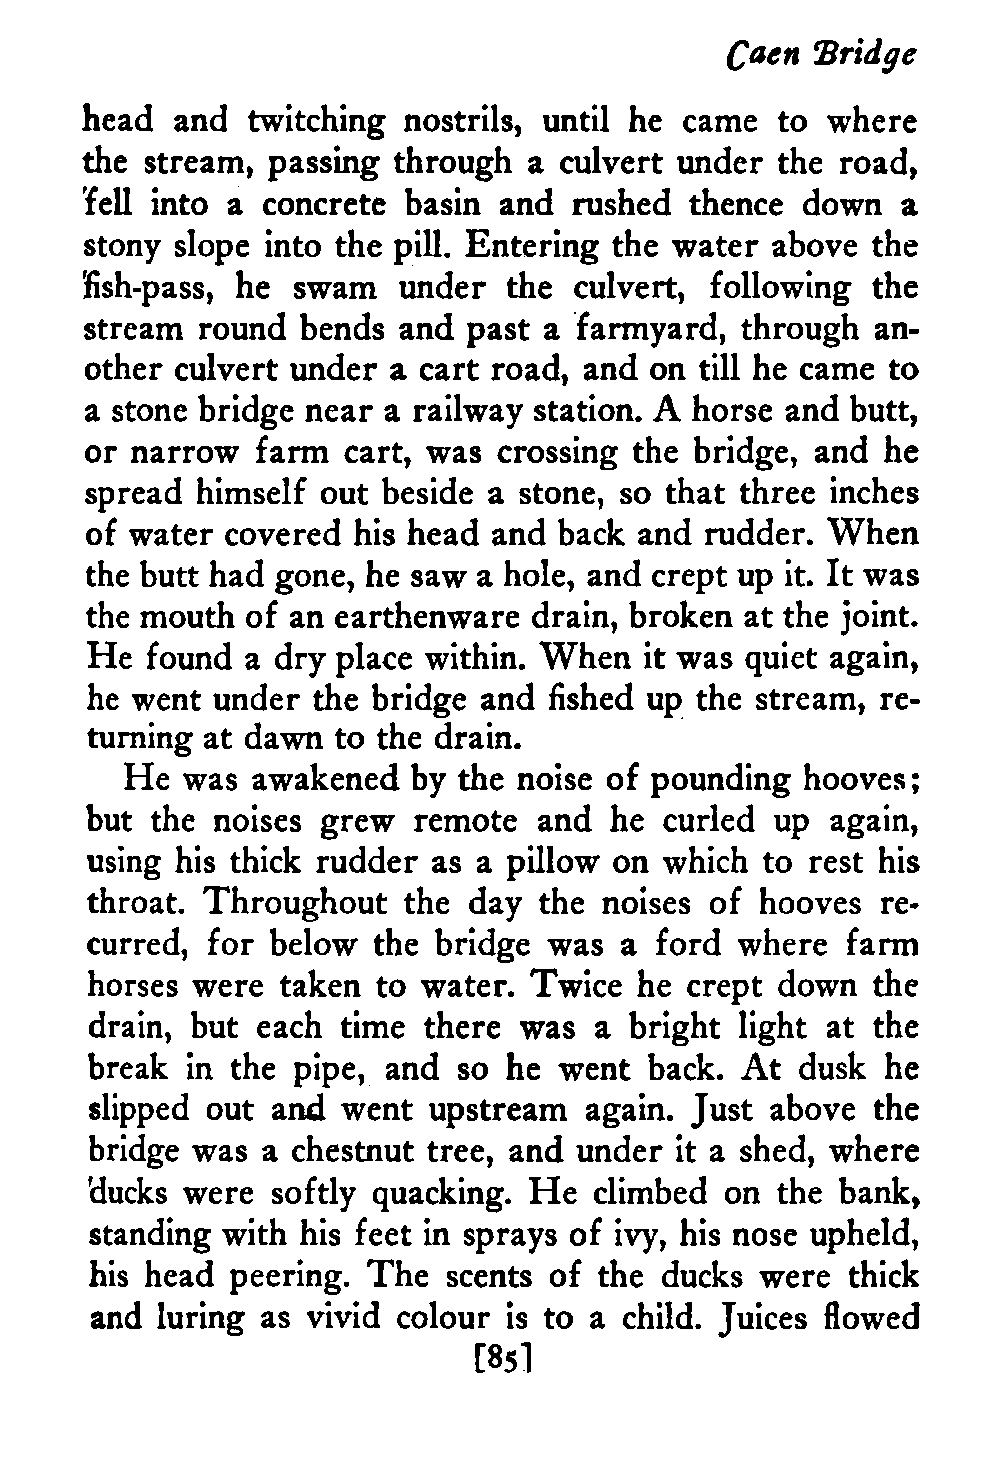 Caen Bridge
head and twitching nostrils, until he came to where
the stream, passing through a culvert under the road,
'fell into a concrete basin and rushed thence down a
stony slope into the pill. Entering the water above the
'fish-pass, he swam under the culvert, following the
stream round bends and past a farmyard, through an-
other culvert under a cart road, and on till he came to
a stone bridge near a railway station. A horse and butt,
or narrow farm cart, was crossing the bridge, and he
spread himself out beside a stone, so that three inches
of water covered his head and back and rudder. When
the butt had gone, he saw a hole, and crept up it. It was
the mouth of an earthenware drain, broken at the joint.
He found a dry place within. When it was quiet again,
he went under the bridge and fished up the stream, re-
turning at dawn to the drain.
He was awakened by the noise of pounding hooves;
but the noises grew remote and he curled up again,
using his thick rudder as a pillow on which to rest his
throat. Throughout the day the noises of hooves re-
curred, for below the bridge was a ford where farm
horses were taken to water. Twice he crept down the
drain, but each time there was a bright light at the
break in the pipe, and so he went back. At dusk he
slipped out and went upstream again. Just above the
bridge was a chestnut tree, and under it a shed, where
'ducks were softly quacking. He climbed on the bank,
standing with his feet in sprays of ivy, his nose upheld,
his head peering. The scents of the ducks were thick
and luring as vivid colour is to a child. Juices flowed
[85]